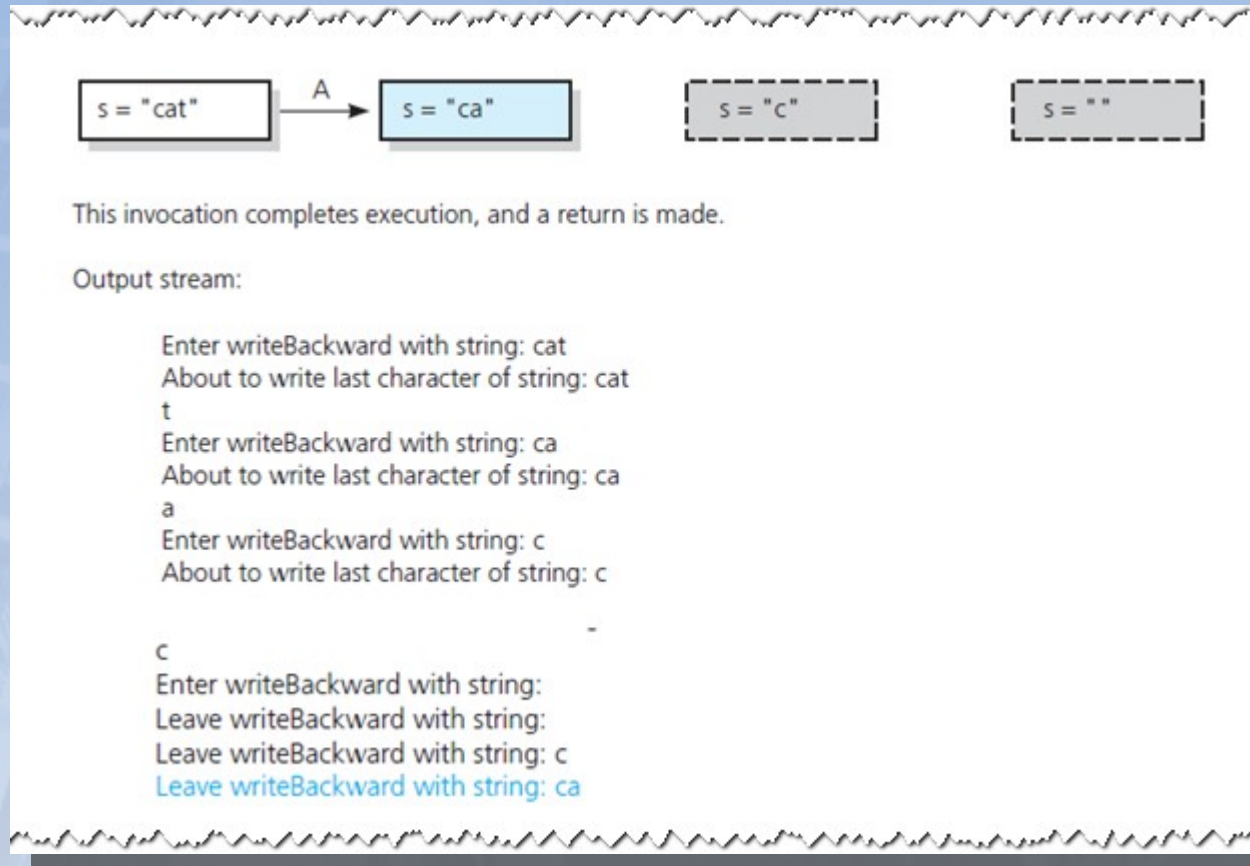 s = "cat" A s = "ca" s = "c" s = " "
This invocation completes execution, and a return is made.
Output stream:
Enter writeBackward with string: cat
About to write last character of string: cat
t
Enter writeBackward with string: ca
About to write last character of string: ca
a
Enter writeBackward with string: c
About to write last character of string: c
c
Enter writeBackward with string:
Leave writeBackward with string:
Leave writeBackward with string: c
Leave writeBackward with string: ca